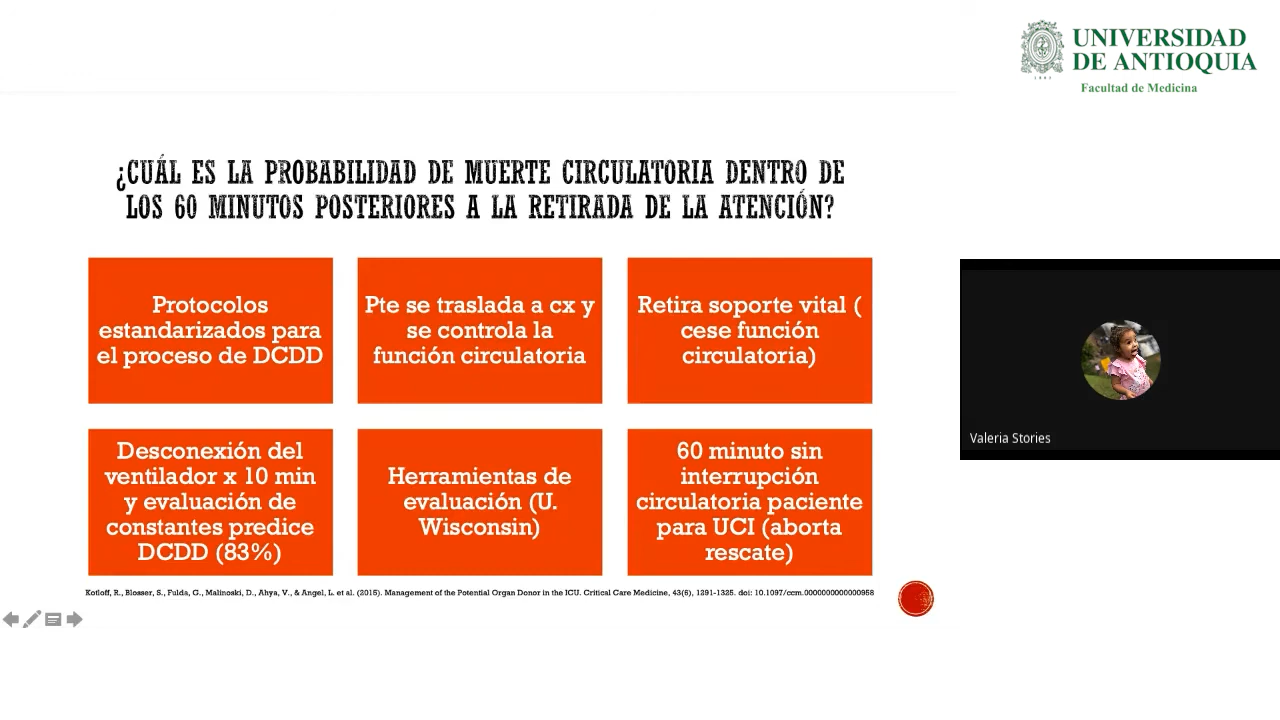 UNIVERSIDAD
DE ANTIOQUIA
1803
Facultad de Medicina
¿CUÁL ES LA PROBABILIDAD DE MUERTE CIRCULATORIA DENTRO DE
LOS 60 MINUTOS POSTERIORES A LA RETIRADA DE LA ATENCIÓN?
Protocolos
estandarizados para
el proceso de DCDD
Pte se traslada a cx y
se controla la
función circulatoria
Retira soporte vital (
cese función
circulatoria)
Desconexión del
ventilador x 10 min
y evaluación de
constantes predice
DCDD (83%)
Herramientas de
evaluación (U.
Wisconsin)
60 minuto sin
interrupción
circulatoria paciente
para UCI (aborta
rescate)
Kotloff, R., Blosser, S., Fulda, G., Malinoski, D., Ahya, V., & Angel, L. et al. (2015). Management of the Potential Organ Donor in the ICU. Critical Care Medicine, 43(6), 1291-1325. doi: 10.1097/ccm.0000000000000958
Valeria Stories